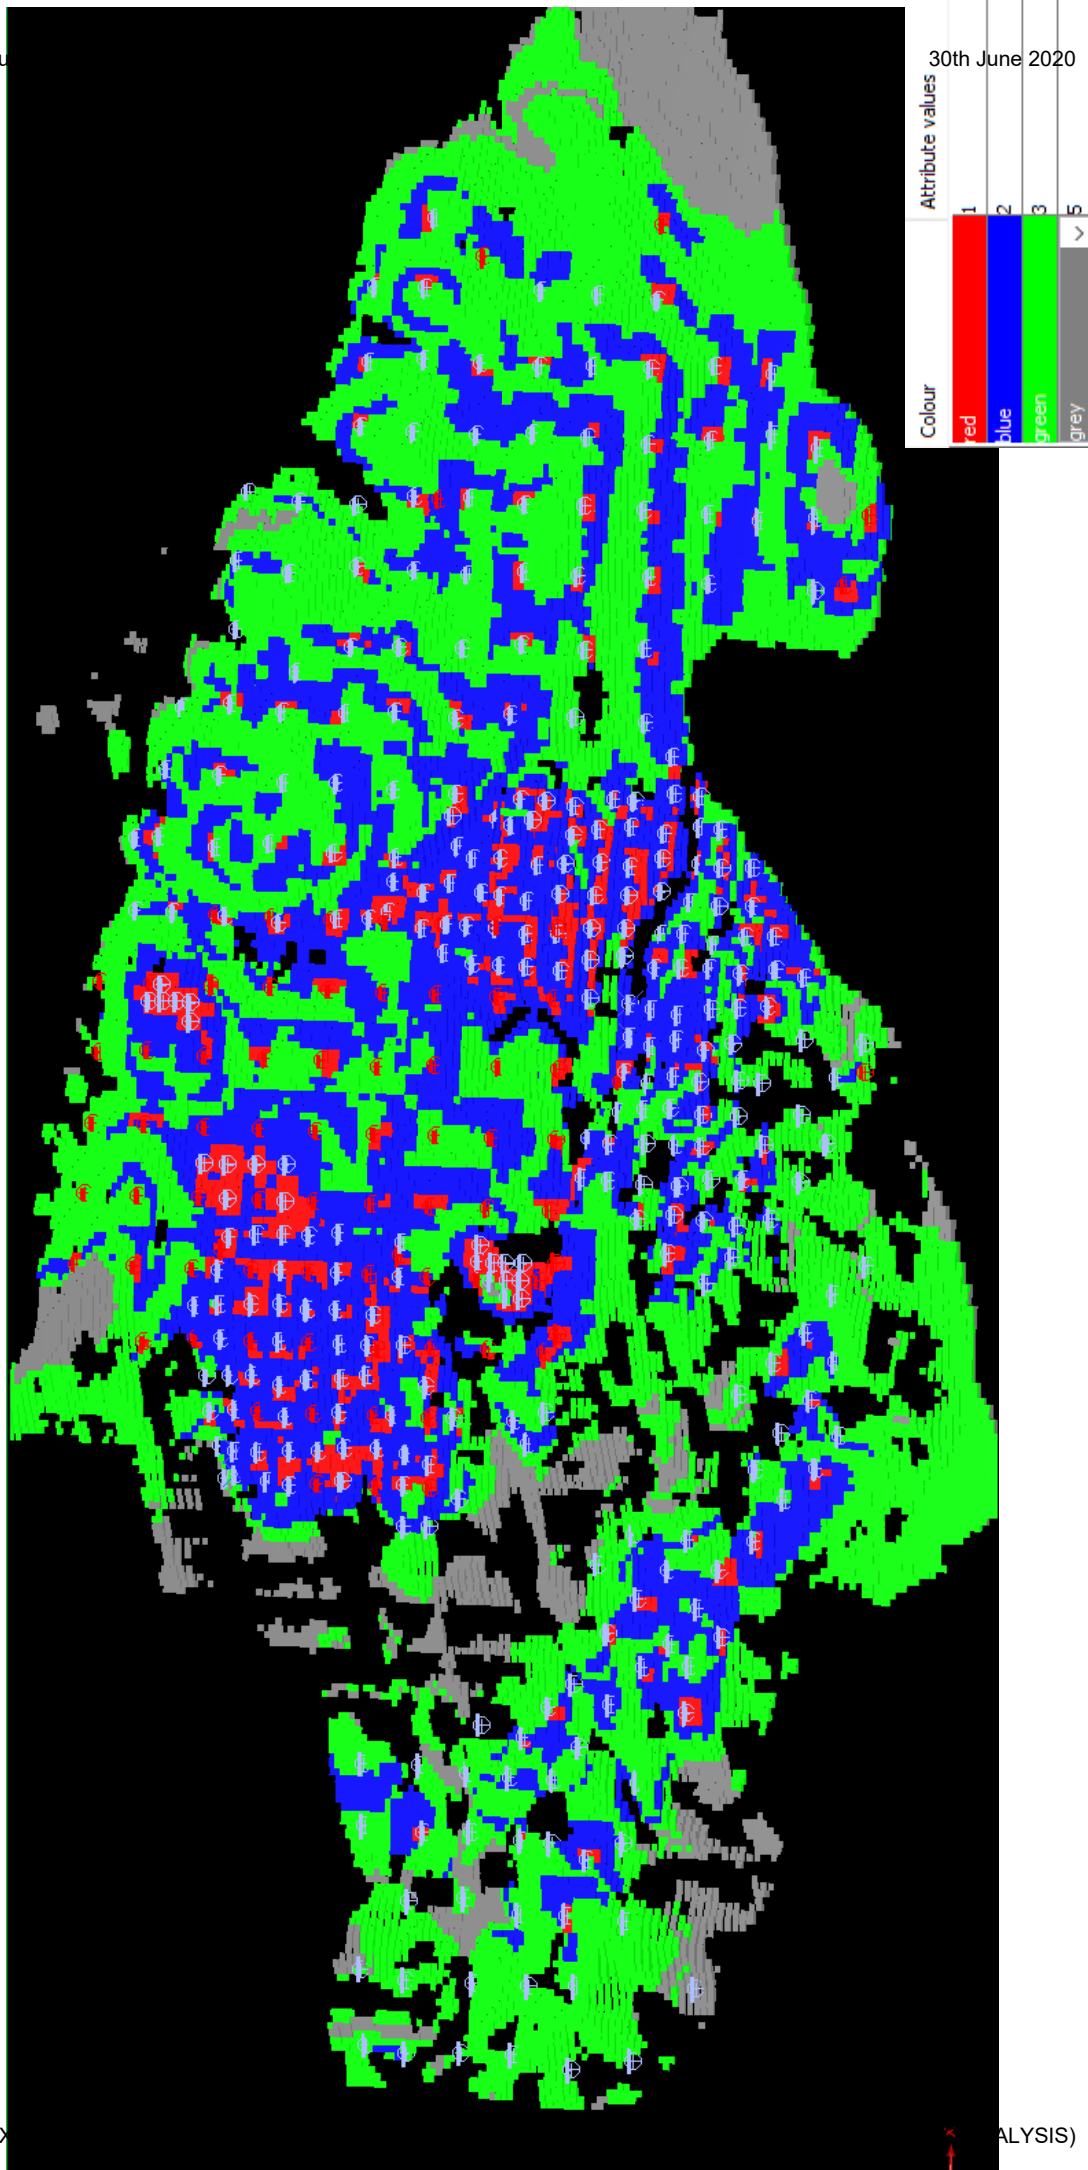 u
30th June 2020
Colour Attribute values
red 1
blue 2
green 3
grey 5
X
ALYSIS)
X